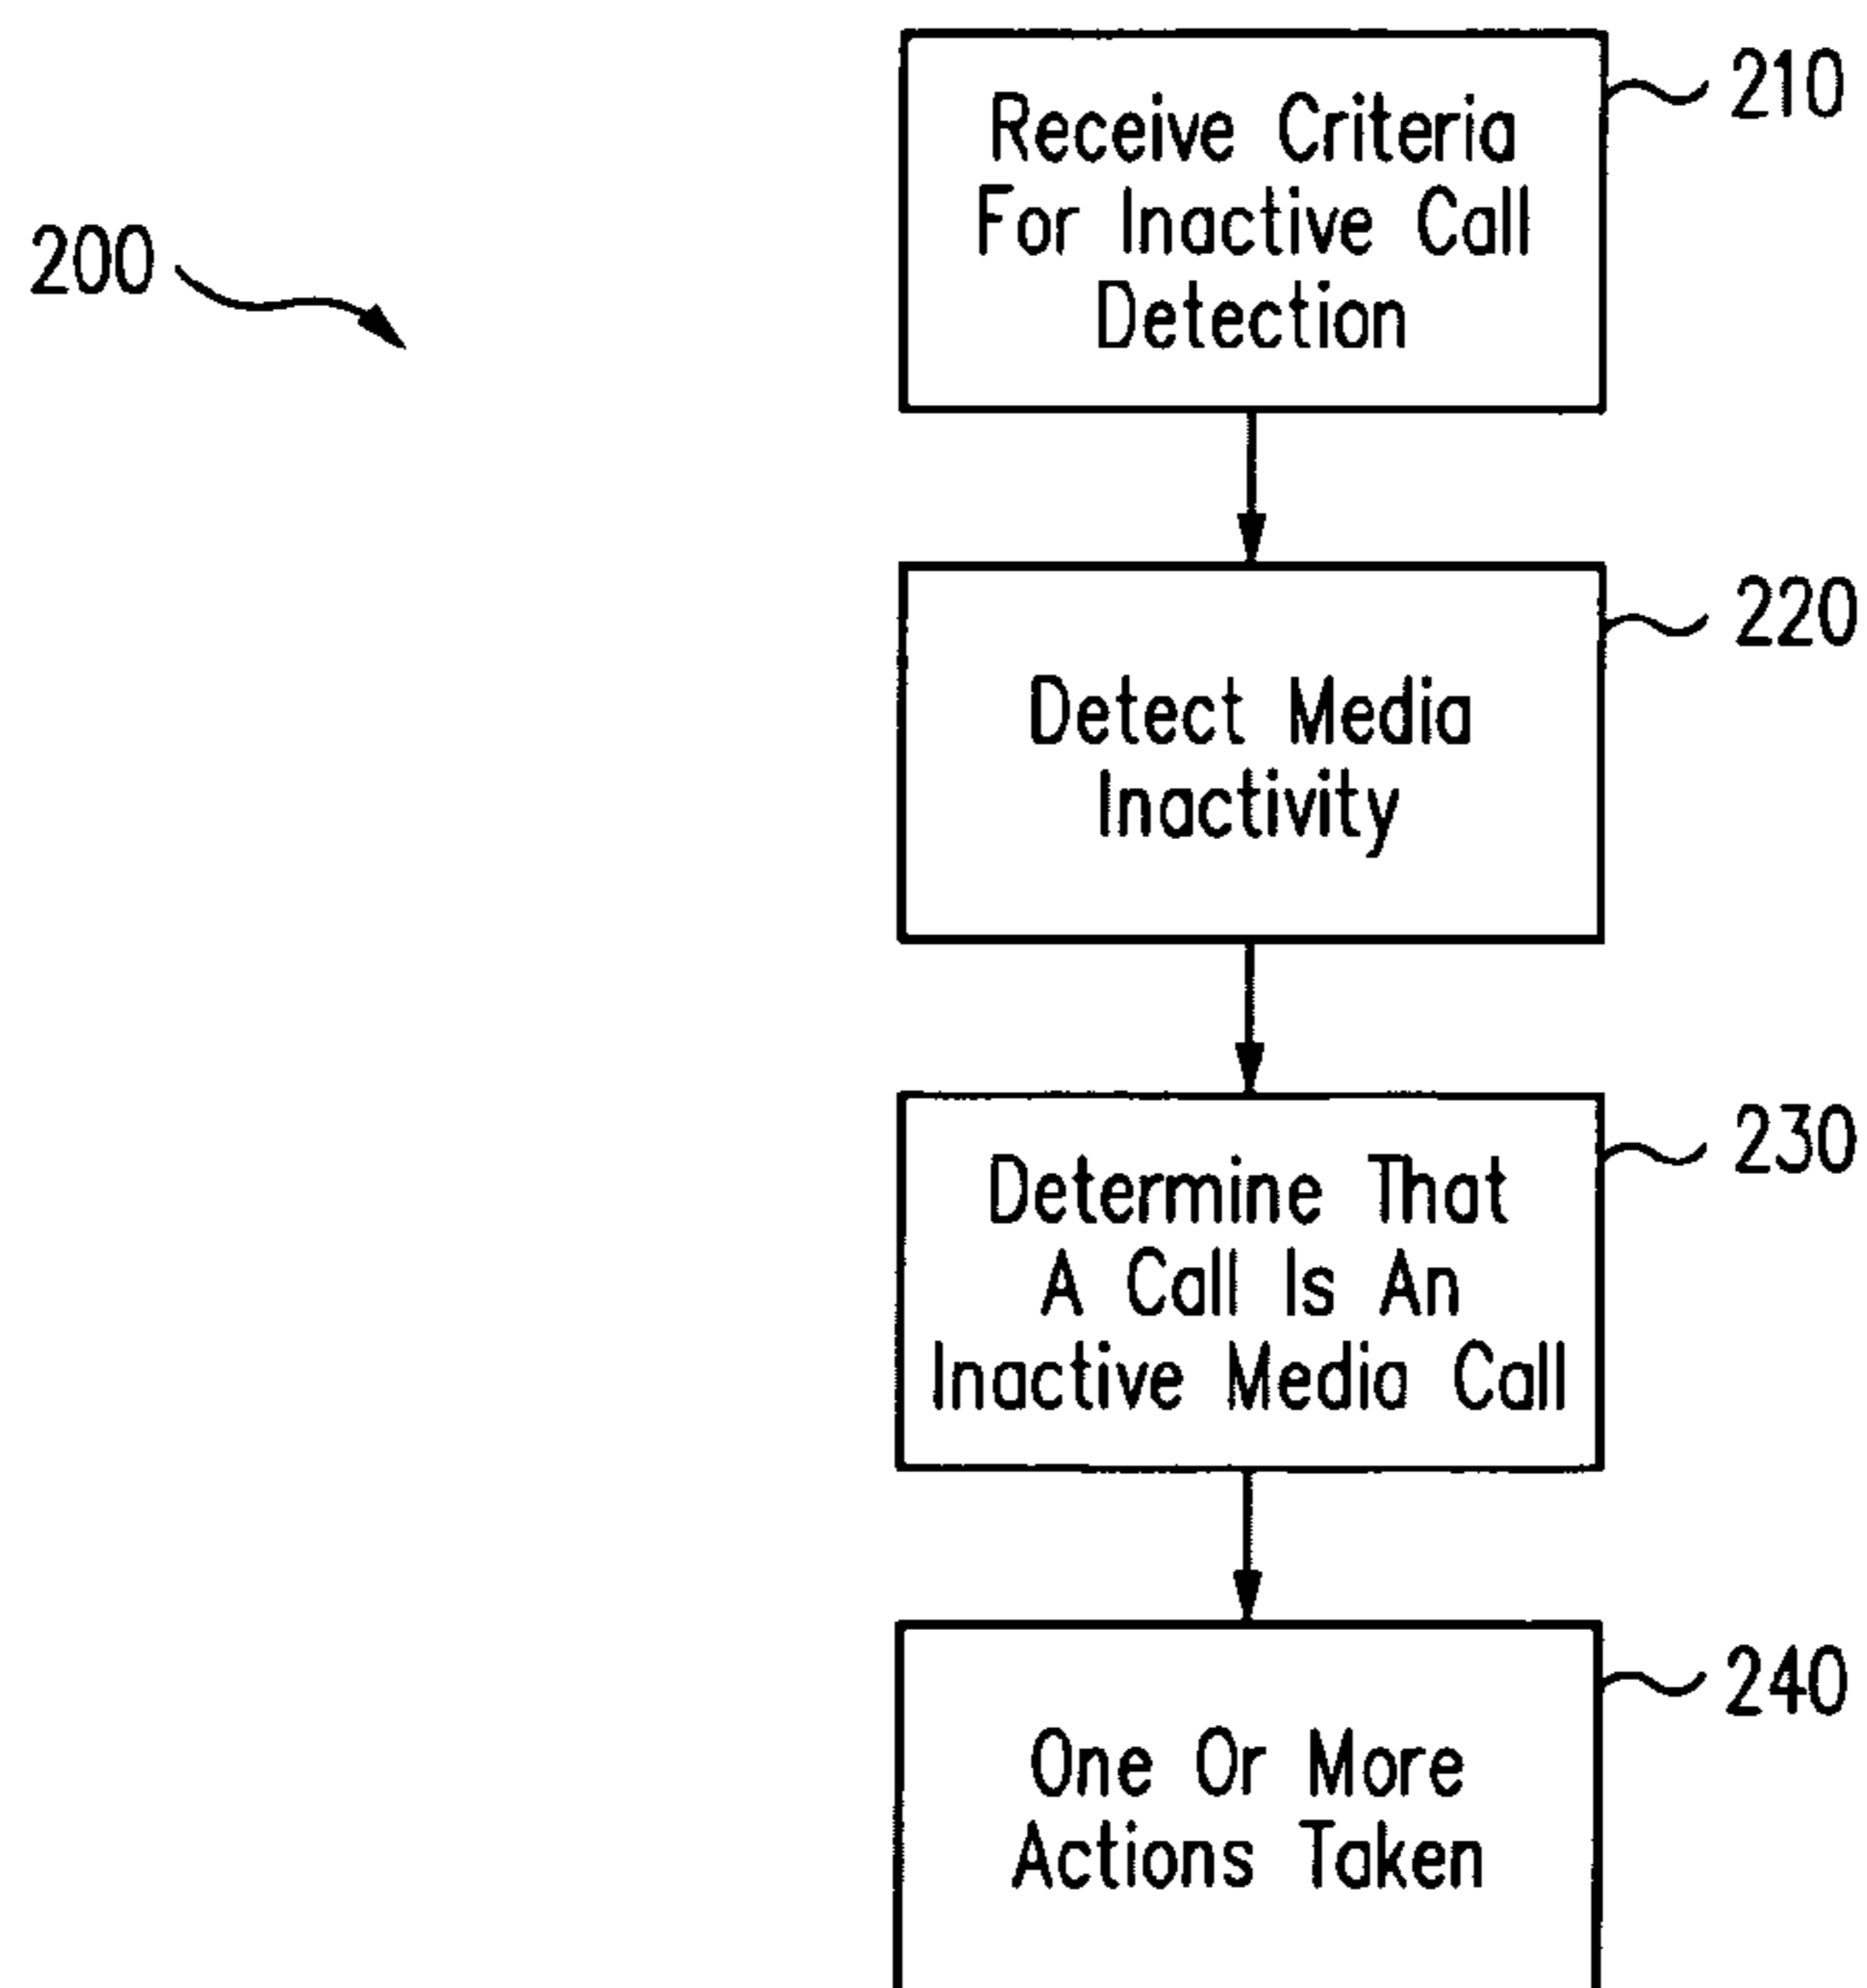 210
Receive Criteria
For Inactive Call
Detection
200
220
Detect Media
Inactivity
230
Determine That
A Call Is An
Inactive Media Call
240
One Or More
Actions Taken